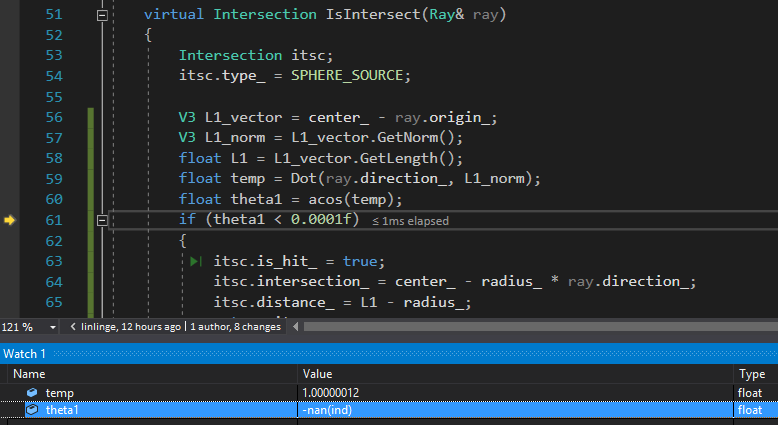 51 virtual Intersection IsIntersect(Ray& ray)
52 {
53 Intersection itsc;
54 itsc.type_ = SPHERE_SOURCE;
55
56 V3 L1_vector = center_ - ray.origin_;
57 V3 L1_norm = L1_vector.GetNorm();
58 float L1 = L1_vector.GetLength();
59 float temp = Dot(ray.direction_, L1_norm);
60 float theta1 = acos(temp);
61 if (theta1 < 0.0001f) ≤ 1ms elapsed
62 {
63 itsc.is_hit_ = true;
64 itsc.intersection_ = center_ - radius_ * ray.direction_;
65 itsc.distance_ = L1 - radius_;
121 % linlinge, 12 hours ago | 1 author, 8 changes
Watch 1
Name Value Type
temp 1.00000012 float
theta1 -nan(ind) float